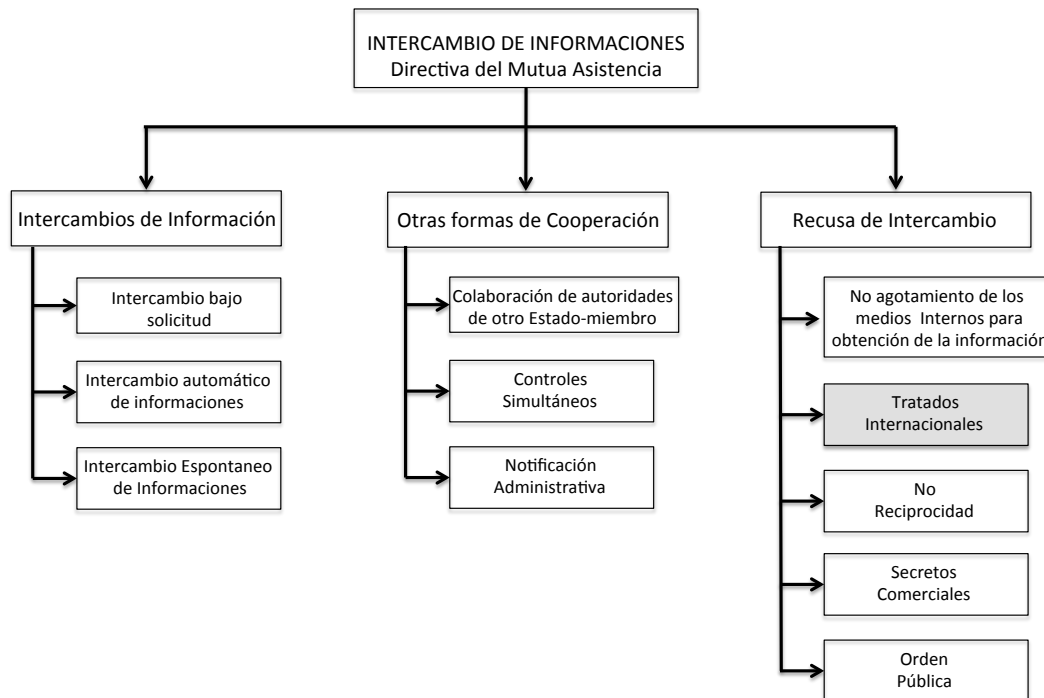 INTERCAMBIO DE INFORMACIONES
Directiva del Mutua Asistencia
Intercambios de Información
Intercambio bajo
solicitud
Intercambio automático
de informaciones
Intercambio Espontaneo
de Informaciones
Otras formas de Cooperación
Colaboración de autoridades
de otro Estado-miembro
Controles
Simultáneos
Notificación
Administrativa
Recusa de Intercambio
No agotamiento de los
medios Internos para
obtención de la información
Tratados
Internacionales
No
Reciprocidad
Secretos
Comerciales
Orden
Pública